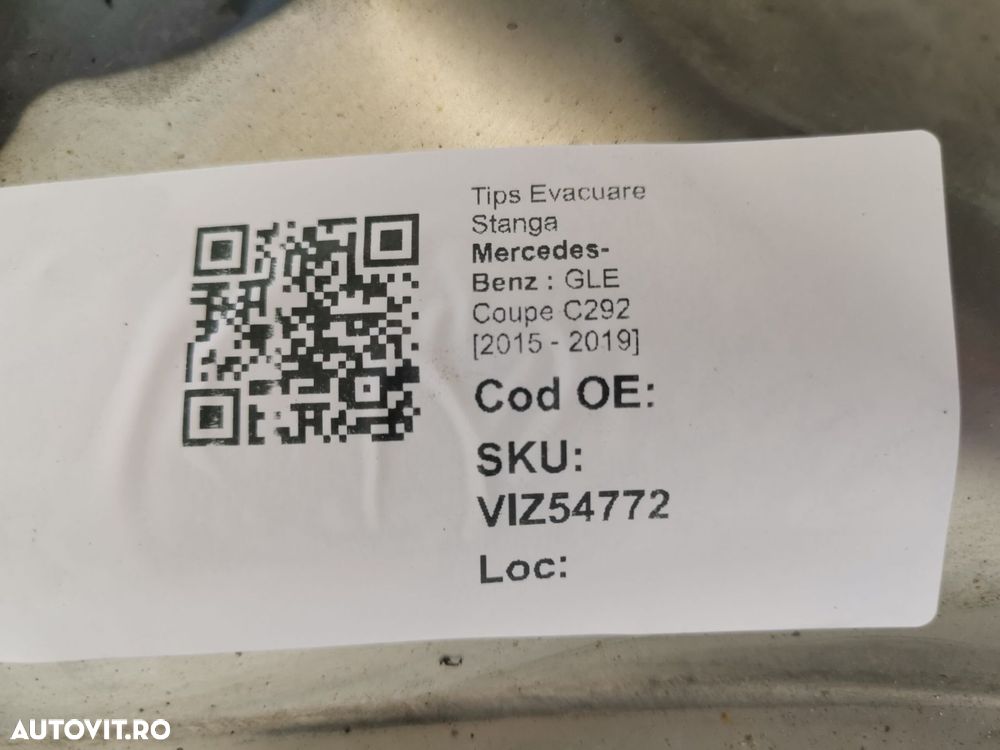 Tips Evacuare
Stanga
Mercedes-
Benz : GLE
Coupe C292
[2015 - 2019]
Cod OE:
SKU:
VIZ54772
Loc:
AUTOVIT.RO